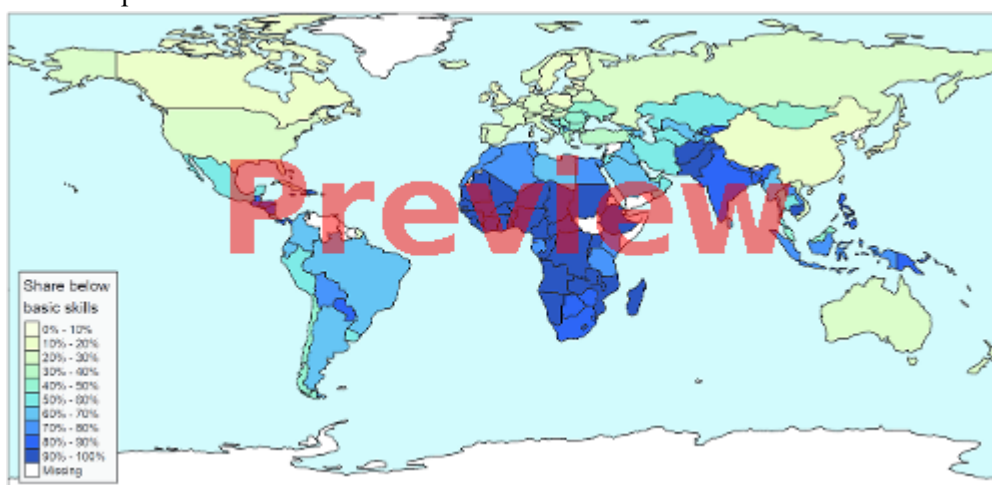 Preview
Share below
basic skills
0% - 10%
10% - 20%
20% - 30%
30% - 40%
40% - 50%
50% - 60%
60% - 70%
70% - 80%
80% - 90%
90% - 100%
Missing